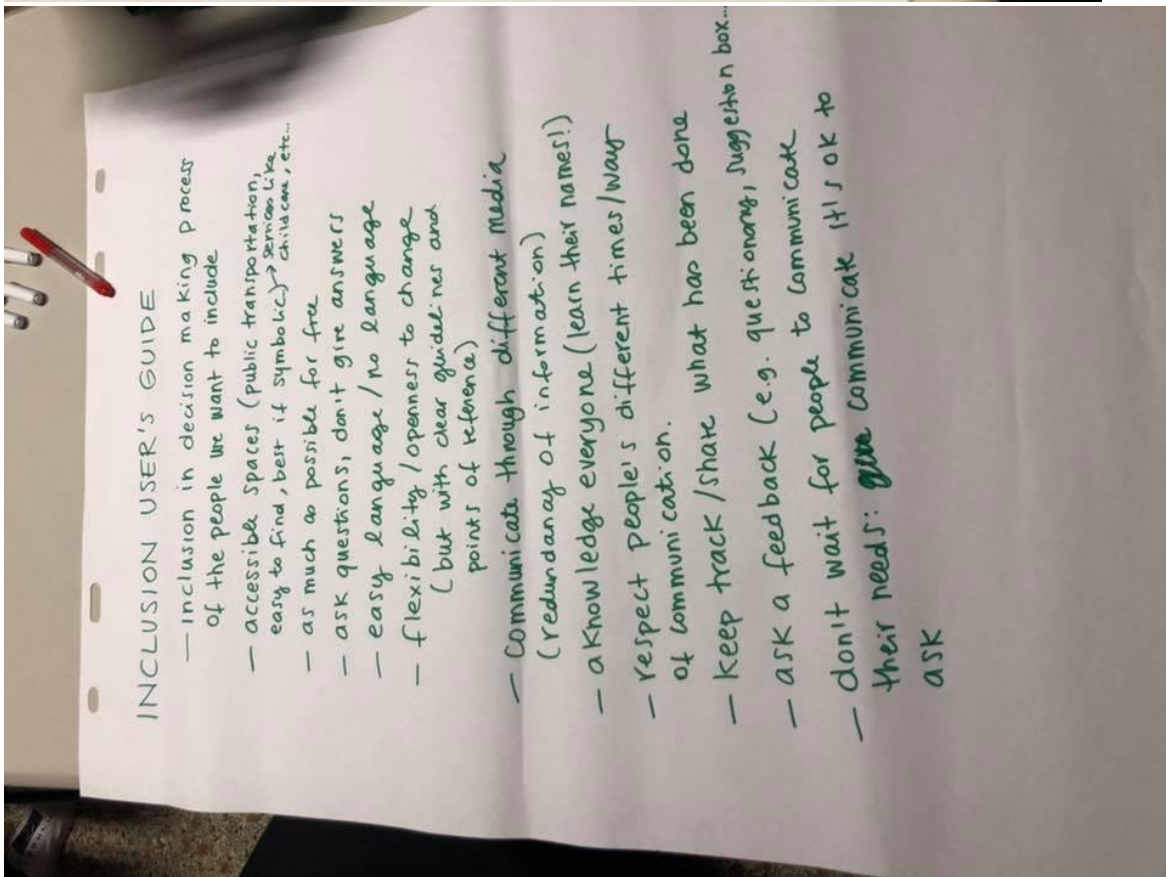 INCLUSION USER'S GUIDE
— inclusion in decision making process
of the people we want to include
— accessible spaces (public transportation,
easy to find, best if symbolic) → services like
childcare, etc...
— as much as possible for free
— ask questions, don't give answers
— easy language / no language
— flexibility / openness to change
(but with clear guidelines and
points of reference)
— communicate through different media
(redundancy of information)
— aknowledge everyone (learn their names!)
— respect people's different times/way
of communication.
— keep track / share what has been done
— ask a feedback (e.g. questionary, suggestion box...
— don't wait for people to communicate
their needs: communicate it's ok to
ask